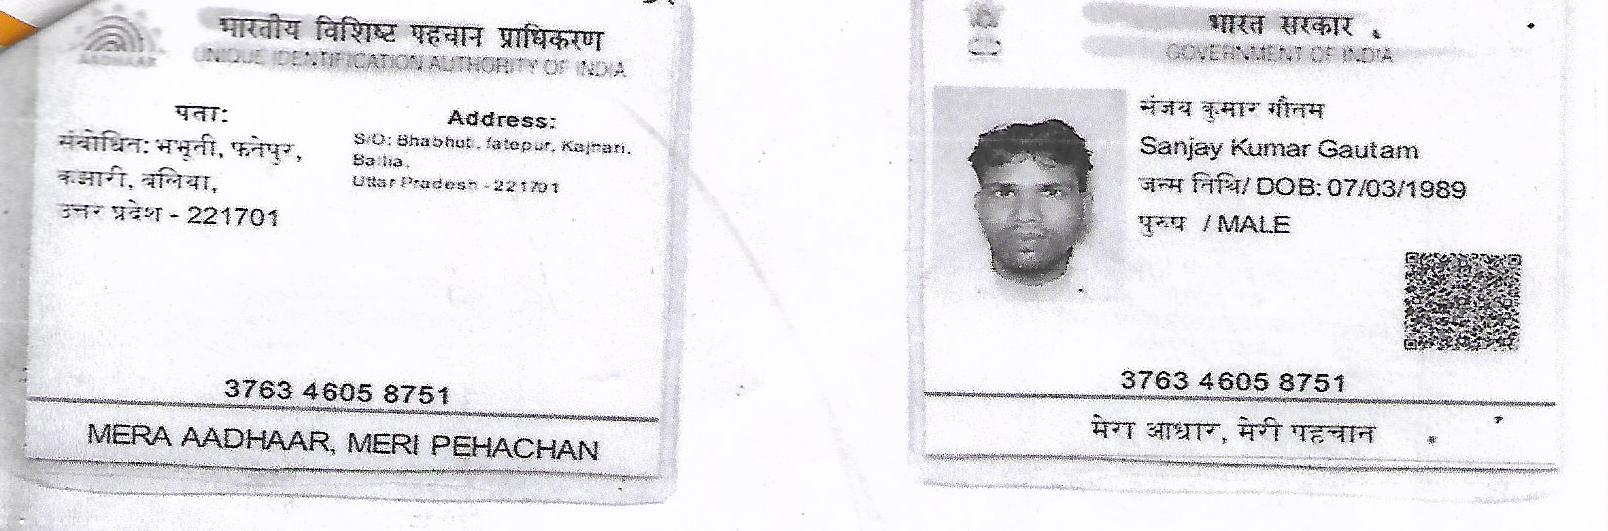 भारतीय विशिष्ट पहचान प्राधिकरण
UNIQUE IDENTIFICATION AUTHORITY OF INDIA
AADHAAR
पता:
संबोधित: भभूती, फतेपुर,
कझारी, बलिया,
उत्तर प्रदेश - 221701
Address:
S/O: Bhabhuti, fatepur, Kajhari,
Ballia,
Uttar Pradesh - 221701
3763 4605 8751
MERA AADHAAR, MERI PEHACHAN
भारत सरकार
GOVERNMENT OF INDIA
संजय कुमार गौतम
Sanjay Kumar Gautam
जन्म तिथि/ DOB: 07/03/1989
पुरुष / MALE
3763 4605 8751
मेरा आधार, मेरी पहचान